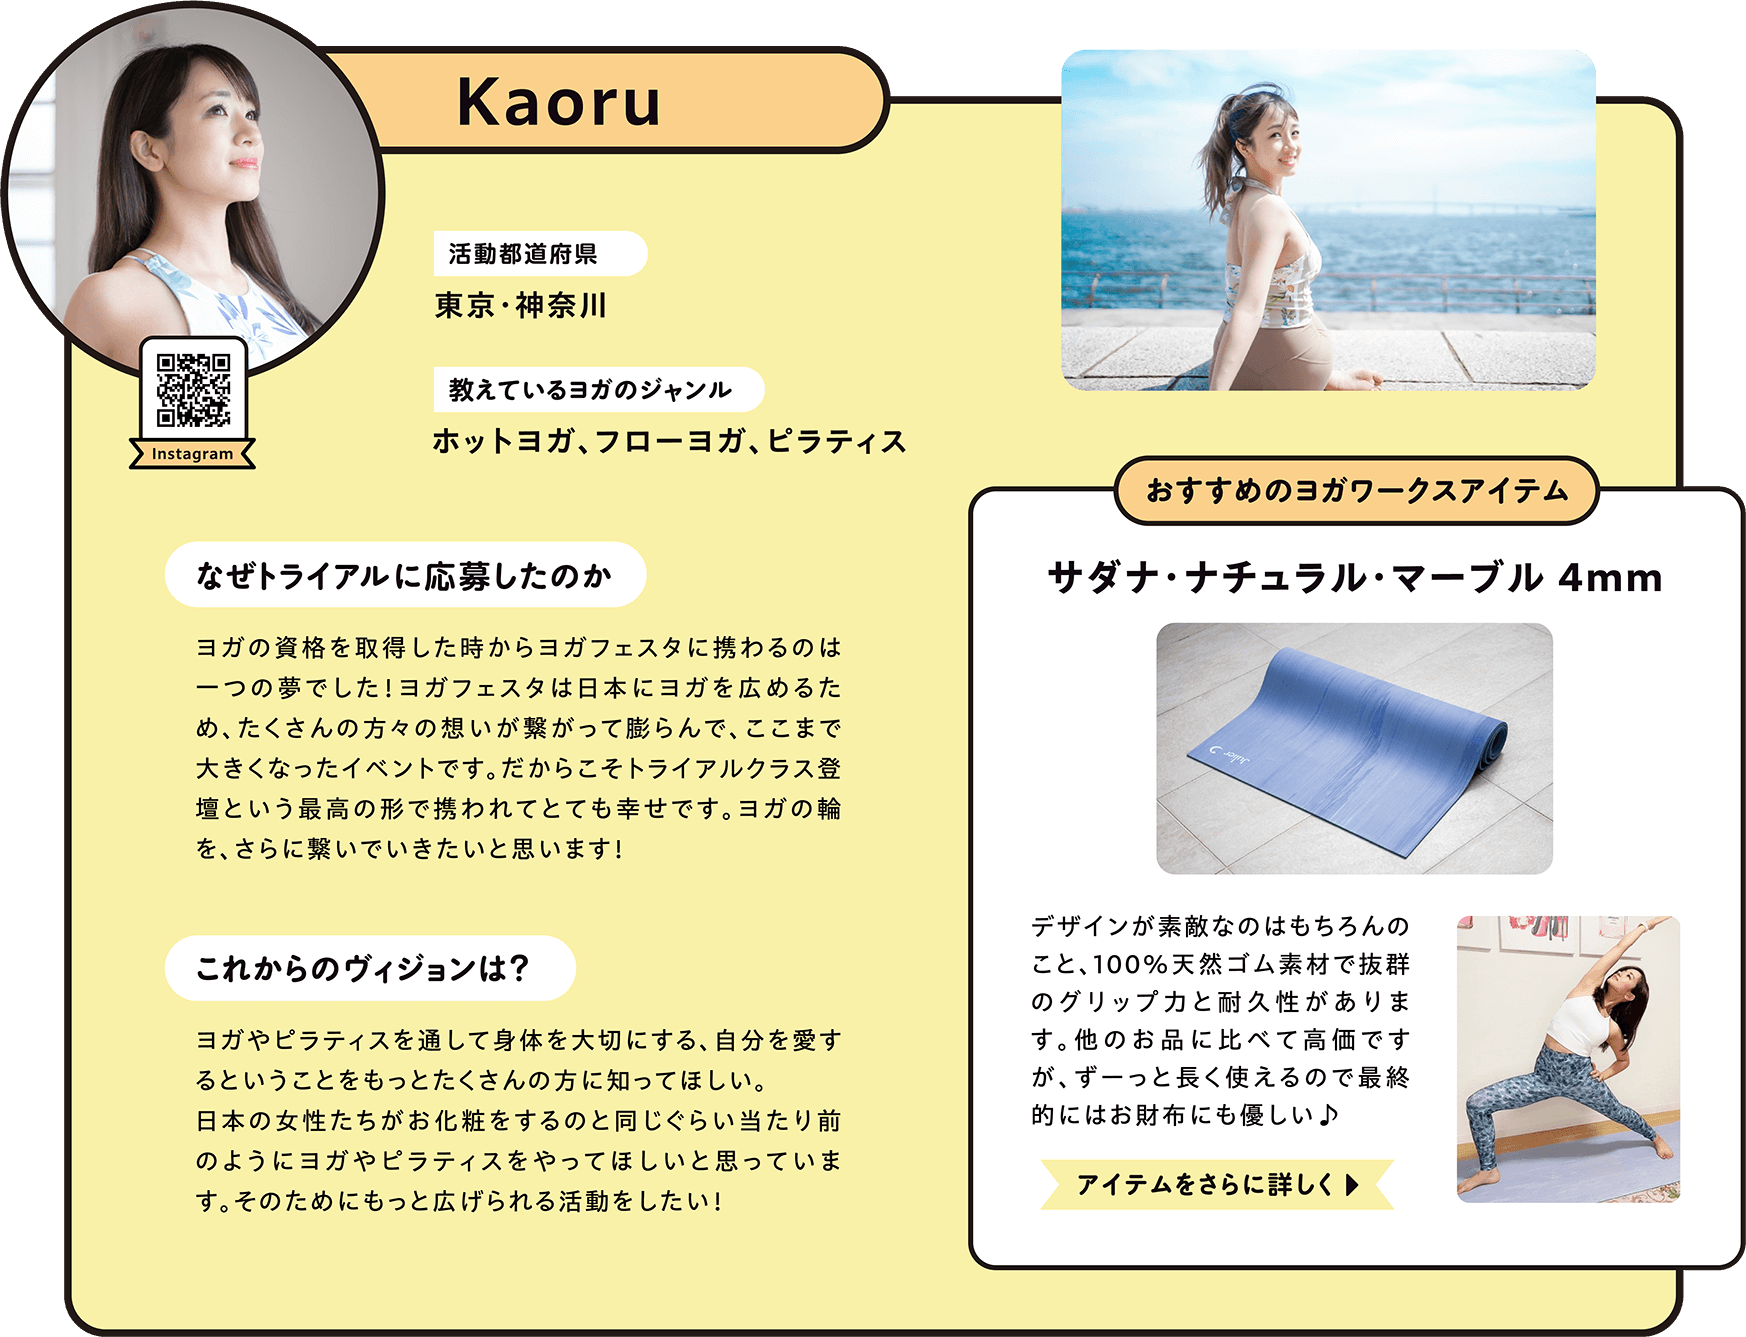 Kaoru
活動都道府県
東京・神奈川
教えているヨガのジャンル
ホットヨガ、フローヨガ、ピラティス
Instagram
なぜトライアルに応募したのか
ヨガの資格を取得した時からヨガフェスタに携わるのは
一つの夢でした！ヨガフェスタは日本にヨガを広めるた
め、たくさんの方々の想いが繋がって膨らんで、ここまで
大きくなったイベントです。だからこそトライアルクラス登
壇という最高の形で携われてとても幸せです。ヨガの輪
を、さらに繋いでいきたいと思います！
これからのヴィジョンは？
ヨガやピラティスを通して身体を大切にする、自分を愛す
るということをもっとたくさんの方に知ってほしい。
日本の女性たちがお化粧をするのと同じぐらい当たり前
のようにヨガやピラティスをやってほしいと思っていま
す。そのためにもっと広げられる活動をしたい！
おすすめのヨガワークスアイテム
サダナ・ナチュラル・マーブル 4mm
デザインが素敵なのはもちろんの
こと、100%天然ゴム素材で抜群
のグリップ力と耐久性がありま
す。他のお品に比べて高価です
が、ずーっと長く使えるので最終
的にはお財布にも優しい♪
アイテムをさらに詳しく▶